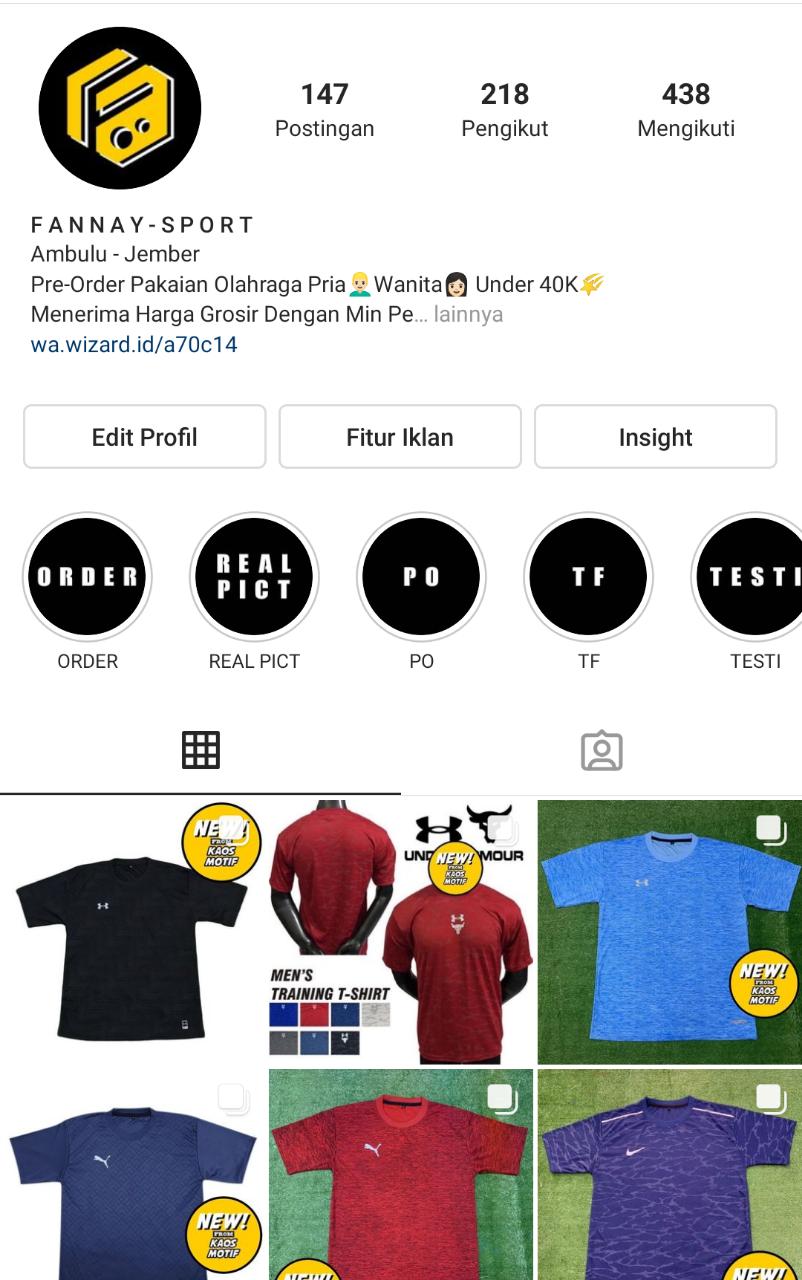 147
218
438
Postingan
Pengikut
Mengikuti
FANNAY-SPORT
Ambulu - Jember
Pre-Order Pakaian Olahraga Pria👱‍♂️Wanita👩🏻 Under 40K🌠
Menerima Harga Grosir Dengan Min Pe... lainnya
wa.wizard.id/a70c14
Edit Profil
Fitur Iklan
Insight
ORDER
REAL
PICT
PO
TF
TESTI
ORDER
REAL PICT
PO
TF
TESTI
NEW!
FROM
KAOS
MOTIF
NEW!
FROM
KAOS
MOTIF
MEN'S
TRAINING T-SHIRT
NEW!
FROM
KAOS
MOTIF
NEW!
FROM
KAOS
MOTIF
NEW!
NEW!